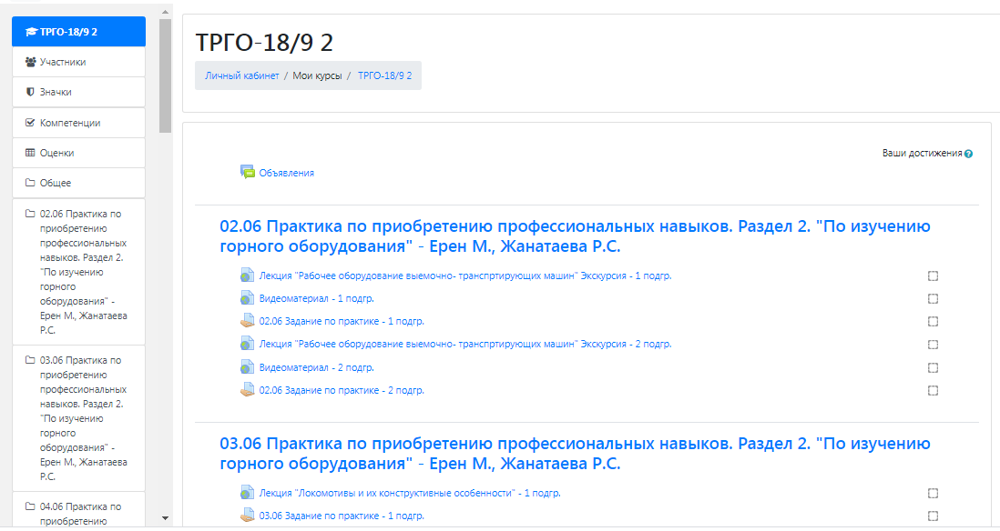 ТРГО-18/9 2
Участники
Значки
Компетенции
Оценки
Общее
02.06 Практика по
приобретению
профессиональных
навыков. Раздел 2.
"По изучению
горного
оборудования" -
Ерен М., Жанатаева
Р.С.
03.06 Практика по
приобретению
профессиональных
навыков. Раздел 2.
"По изучению
горного
оборудования" -
Ерен М., Жанатаева
Р.С.
04.06 Практика по
приобретению
ТРГО-18/9 2
Личный кабинет / Мои курсы / ТРГО-18/9 2
Ваши достижения
Объявления
02.06 Практика по приобретению профессиональных навыков. Раздел 2. "По изучению
горного оборудования" - Ерен М., Жанатаева Р.С.
Лекция "Рабочее оборудование выемочно- транспртирующих машин" Экскурсия - 1 подгр.
Видеоматериал - 1 подгр.
02.06 Задание по практике - 1 подгр.
Лекция "Рабочее оборудование выемочно- транспртирующих машин" Экскурсия - 2 подгр.
Видеоматериал - 2 подгр.
02.06 Задание по практике - 2 подгр.
03.06 Практика по приобретению профессиональных навыков. Раздел 2. "По изучению
горного оборудования" - Ерен М., Жанатаева Р.С.
Лекция "Локомотивы и их конструктивные особенности" - 1 подгр.
03.06 Задание по практике - 1 подгр.